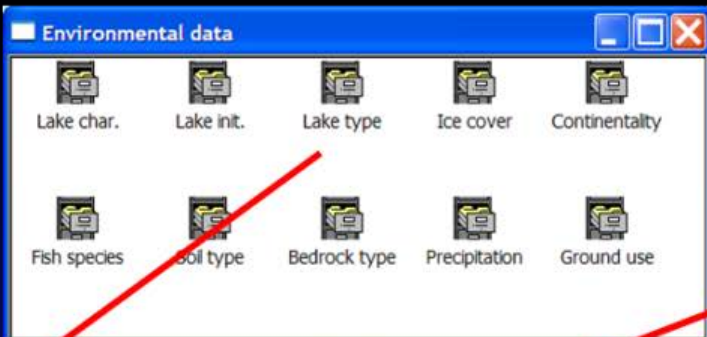 Environmental data
Lake char. Lake init. Lake type Ice cover Continentality
Fish species Soil type Bedrock type Precipitation Ground use